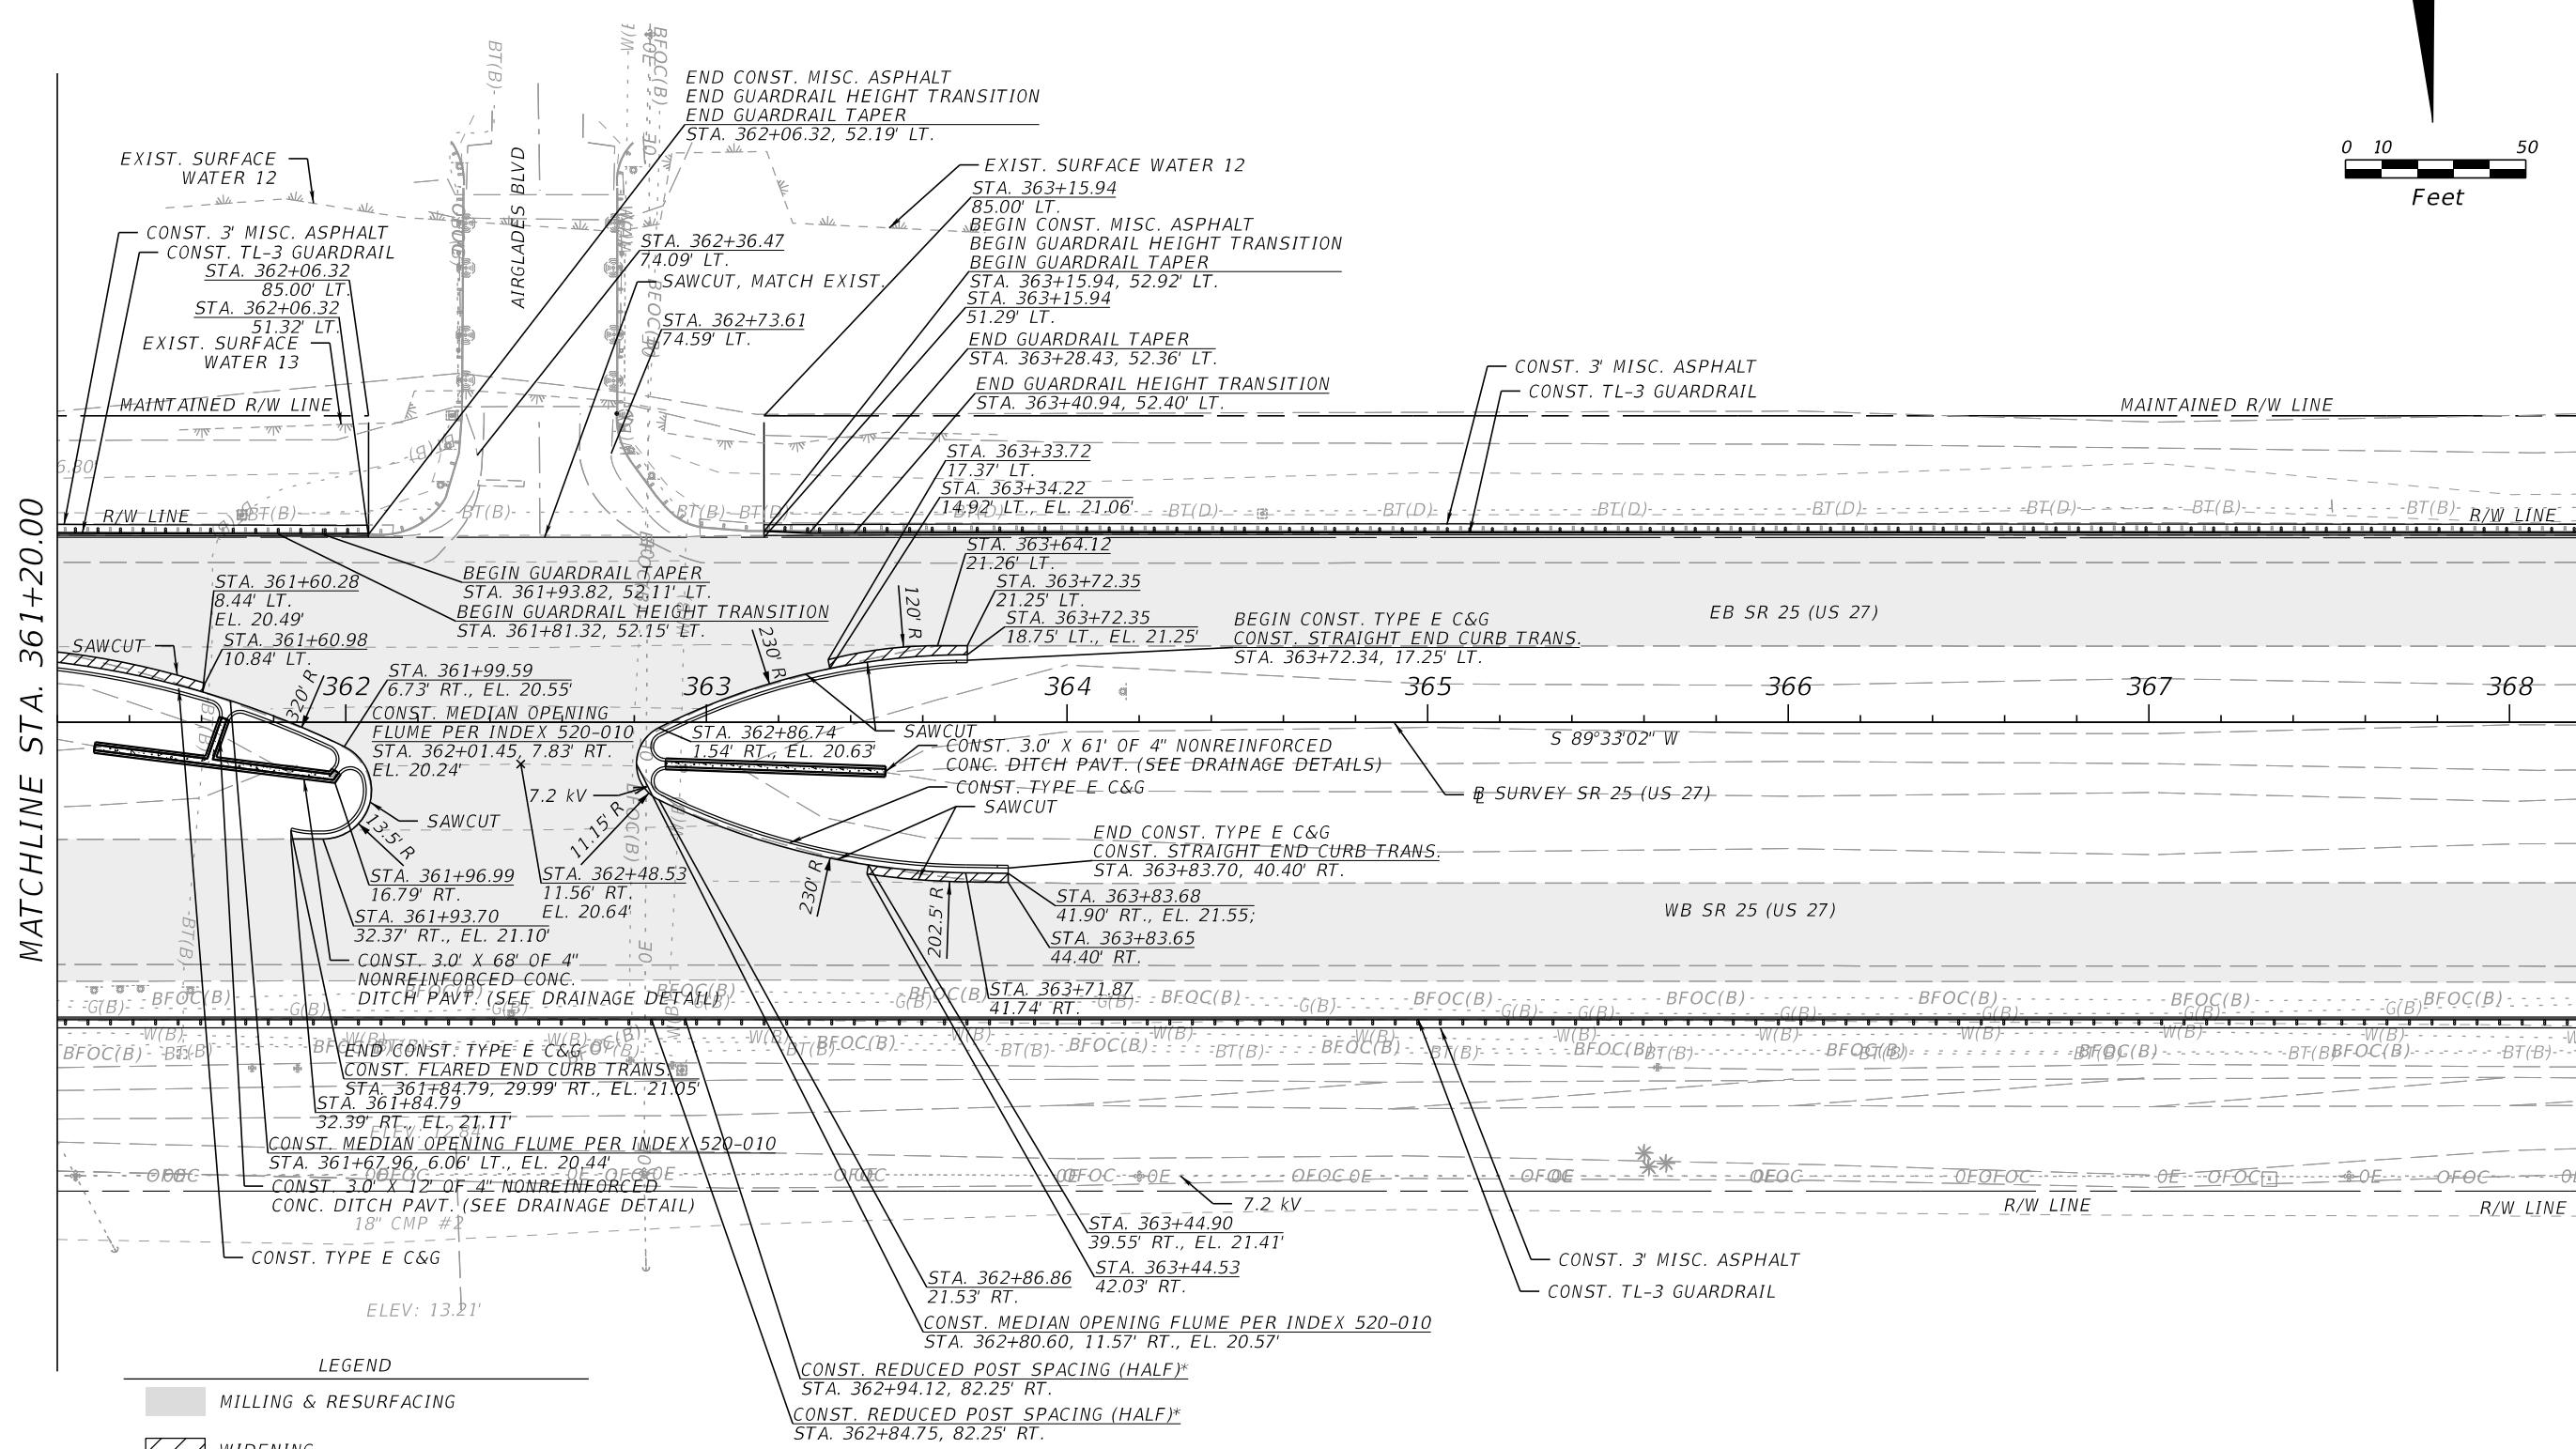 END CONST. MISC. ASPHALT
END GUARDRAIL HEIGHT TRANSITION
END GUARDRAIL TAPER
STA. 362+06.32, 52.19' LT.
0 10 50
Feet
EXIST. SURFACE
WATER 12
EXIST. SURFACE WATER 12
AIRGLADES BLVD
STA. 363+15.94
85.00' LT.
BEGIN CONST. MISC. ASPHALT
BEGIN GUARDRAIL HEIGHT TRANSITION
BEGIN GUARDRAIL TAPER
STA. 363+15.94, 52.92' LT.
STA. 363+15.94
51.29' LT.
END GUARDRAIL TAPER
STA. 363+28.43, 52.36' LT.
END GUARDRAIL HEIGHT TRANSITION
STA. 363+40.94, 52.40' LT.
CONST. 3' MISC. ASPHALT
CONST. TL-3 GUARDRAIL
STA. 362+06.32
85.00' LT.
STA. 362+06.32
51.32' LT.
EXIST. SURFACE
WATER 13
STA. 362+36.47
74.09' LT.
SAWCUT, MATCH EXIST.
STA. 362+73.61
74.59' LT.
CONST. 3' MISC. ASPHALT
CONST. TL-3 GUARDRAIL
MAINTAINED R/W LINE
MAINTAINED R/W LINE
STA. 363+33.72
17.37' LT.
STA. 363+34.22
14.92' LT., EL. 21.06'
R/W LINE
BT(B)
BT(B)
BT(B)
BT(D)
BT(D)
BT(D)
BT(D)
BT(D)
BT(B)
BT(B)
R/W LINE
MATCHLINE STA. 361+20.00
STA. 363+64.12
21.26' LT.
STA. 363+72.35
21.25' LT.
STA. 363+72.35
18.75' LT., EL. 21.25'
BEGIN GUARDRAIL TAPER
STA. 361+93.82, 52.11' LT.
BEGIN GUARDRAIL HEIGHT TRANSITION
STA. 361+81.32, 52.15' LT.
STA. 361+60.28
8.44' LT.
EL. 20.49'
SAWCUT
STA. 361+60.98
10.84' LT.
120' R
230' R
320' R
BEGIN CONST. TYPE E C&G
CONST. STRAIGHT END CURB TRANS.
STA. 363+72.34, 17.25' LT.
EB SR 25 (US 27)
362 363 364 365 366 367 368
STA. 361+99.59
6.73' RT., EL. 20.55'
CONST. MEDIAN OPENING
FLUME PER INDEX 520-010
STA. 362+01.45, 7.83' RT.
EL. 20.24'
STA. 362+86.74
1.54' RT., EL. 20.63'
SAWCUT
CONST. 3.0' X 61' OF 4" NONREINFORCED
CONC. DITCH PAVT. (SEE DRAINAGE DETAILS)
CONST. TYPE E C&G
SAWCUT
S 89°33'02" W
B SURVEY SR 25 (US 27)
7.2 kV
SAWCUT
13.5' R
11.15' R
230' R
202.5' R
END CONST. TYPE E C&G
CONST. STRAIGHT END CURB TRANS.
STA. 363+83.70, 40.40' RT.
STA. 361+96.99
16.79' RT.
STA. 361+93.70
32.37' RT., EL. 21.10'
STA. 362+48.53
11.56' RT.
EL. 20.64'
STA. 363+83.68
41.90' RT., EL. 21.55;
STA. 363+83.65
44.40' RT.
WB SR 25 (US 27)
CONST. 3.0' X 68' OF 4"
NONREINFORCED CONC.
DITCH PAVT. (SEE DRAINAGE DETAIL)
STA. 363+71.87
41.74' RT.
BFOC(B)
G(B)
W(B)
BT(B)
END CONST. TYPE E C&G
CONST. FLARED END CURB TRANS.
STA. 361+84.79, 29.99' RT., EL. 21.05'
STA. 361+84.79
32.39' RT., EL. 21.11'
ELEV: 12.84'
CONST. MEDIAN OPENING FLUME PER INDEX 520-010
STA. 361+67.96, 6.06' LT., EL. 20.44'
CONST. 3.0' X 12' OF 4" NONREINFORCED
CONC. DITCH PAVT. (SEE DRAINAGE DETAIL)
18" CMP #2
CONST. TYPE E C&G
ELEV: 13.21'
OFOC
OE
7.2 kV
R/W LINE
R/W LINE
STA. 363+44.90
39.55' RT., EL. 21.41'
STA. 363+44.53
42.03' RT.
STA. 362+86.86
21.53' RT.
CONST. MEDIAN OPENING FLUME PER INDEX 520-010
STA. 362+80.60, 11.57' RT., EL. 20.57'
CONST. REDUCED POST SPACING (HALF)*
STA. 362+94.12, 82.25' RT.
CONST. REDUCED POST SPACING (HALF)*
STA. 362+84.75, 82.25' RT.
CONST. 3' MISC. ASPHALT
CONST. TL-3 GUARDRAIL
LEGEND
MILLING & RESURFACING
WIDENING